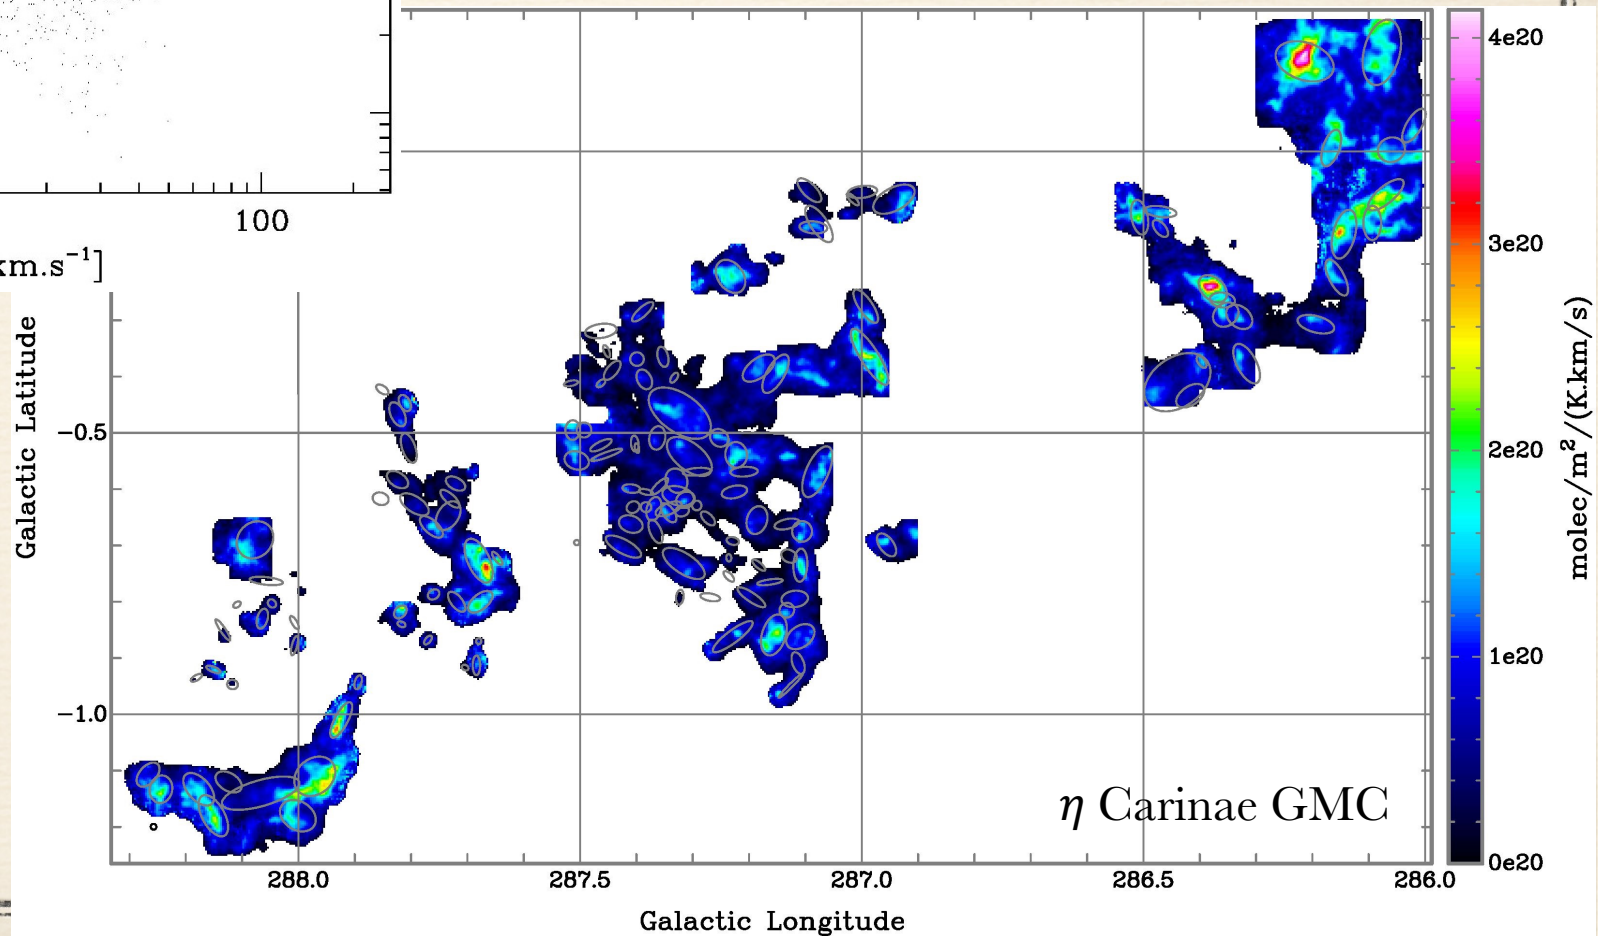 100
km.s⁻¹]
Galactic Latitude
−0.5
−1.0
η Carinae GMC
288.0
287.5
287.0
286.5
286.0
Galactic Longitude
4e20
3e20
2e20
1e20
0e20
molec/m²/(K.km/s)